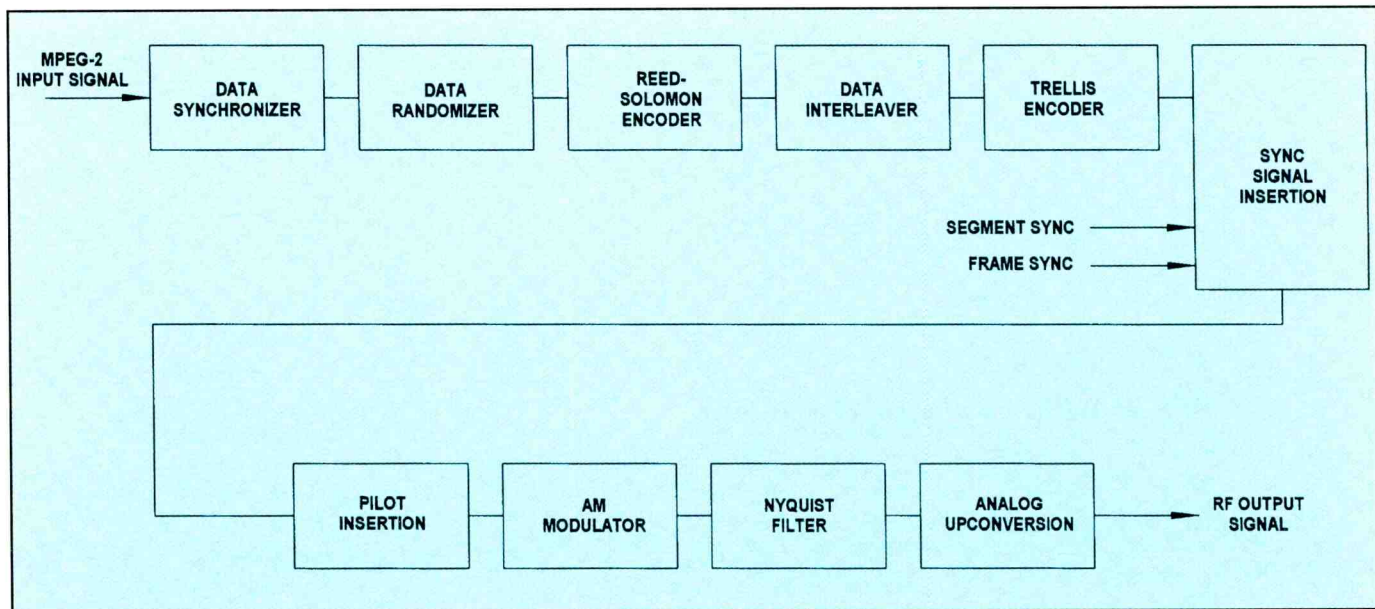 MPEG-2
INPUT SIGNAL
DATA
SYNCHRONIZER
DATA
RANDOMIZER
REED-
SOLOMON
ENCODER
DATA
INTERLEAVER
TRELLIS
ENCODER
SYNC
SIGNAL
INSERTION
SEGMENT SYNC
FRAME SYNC
PILOT
INSERTION
AM
MODULATOR
NYQUIST
FILTER
ANALOG
UPCONVERSION
RF OUTPUT
SIGNAL